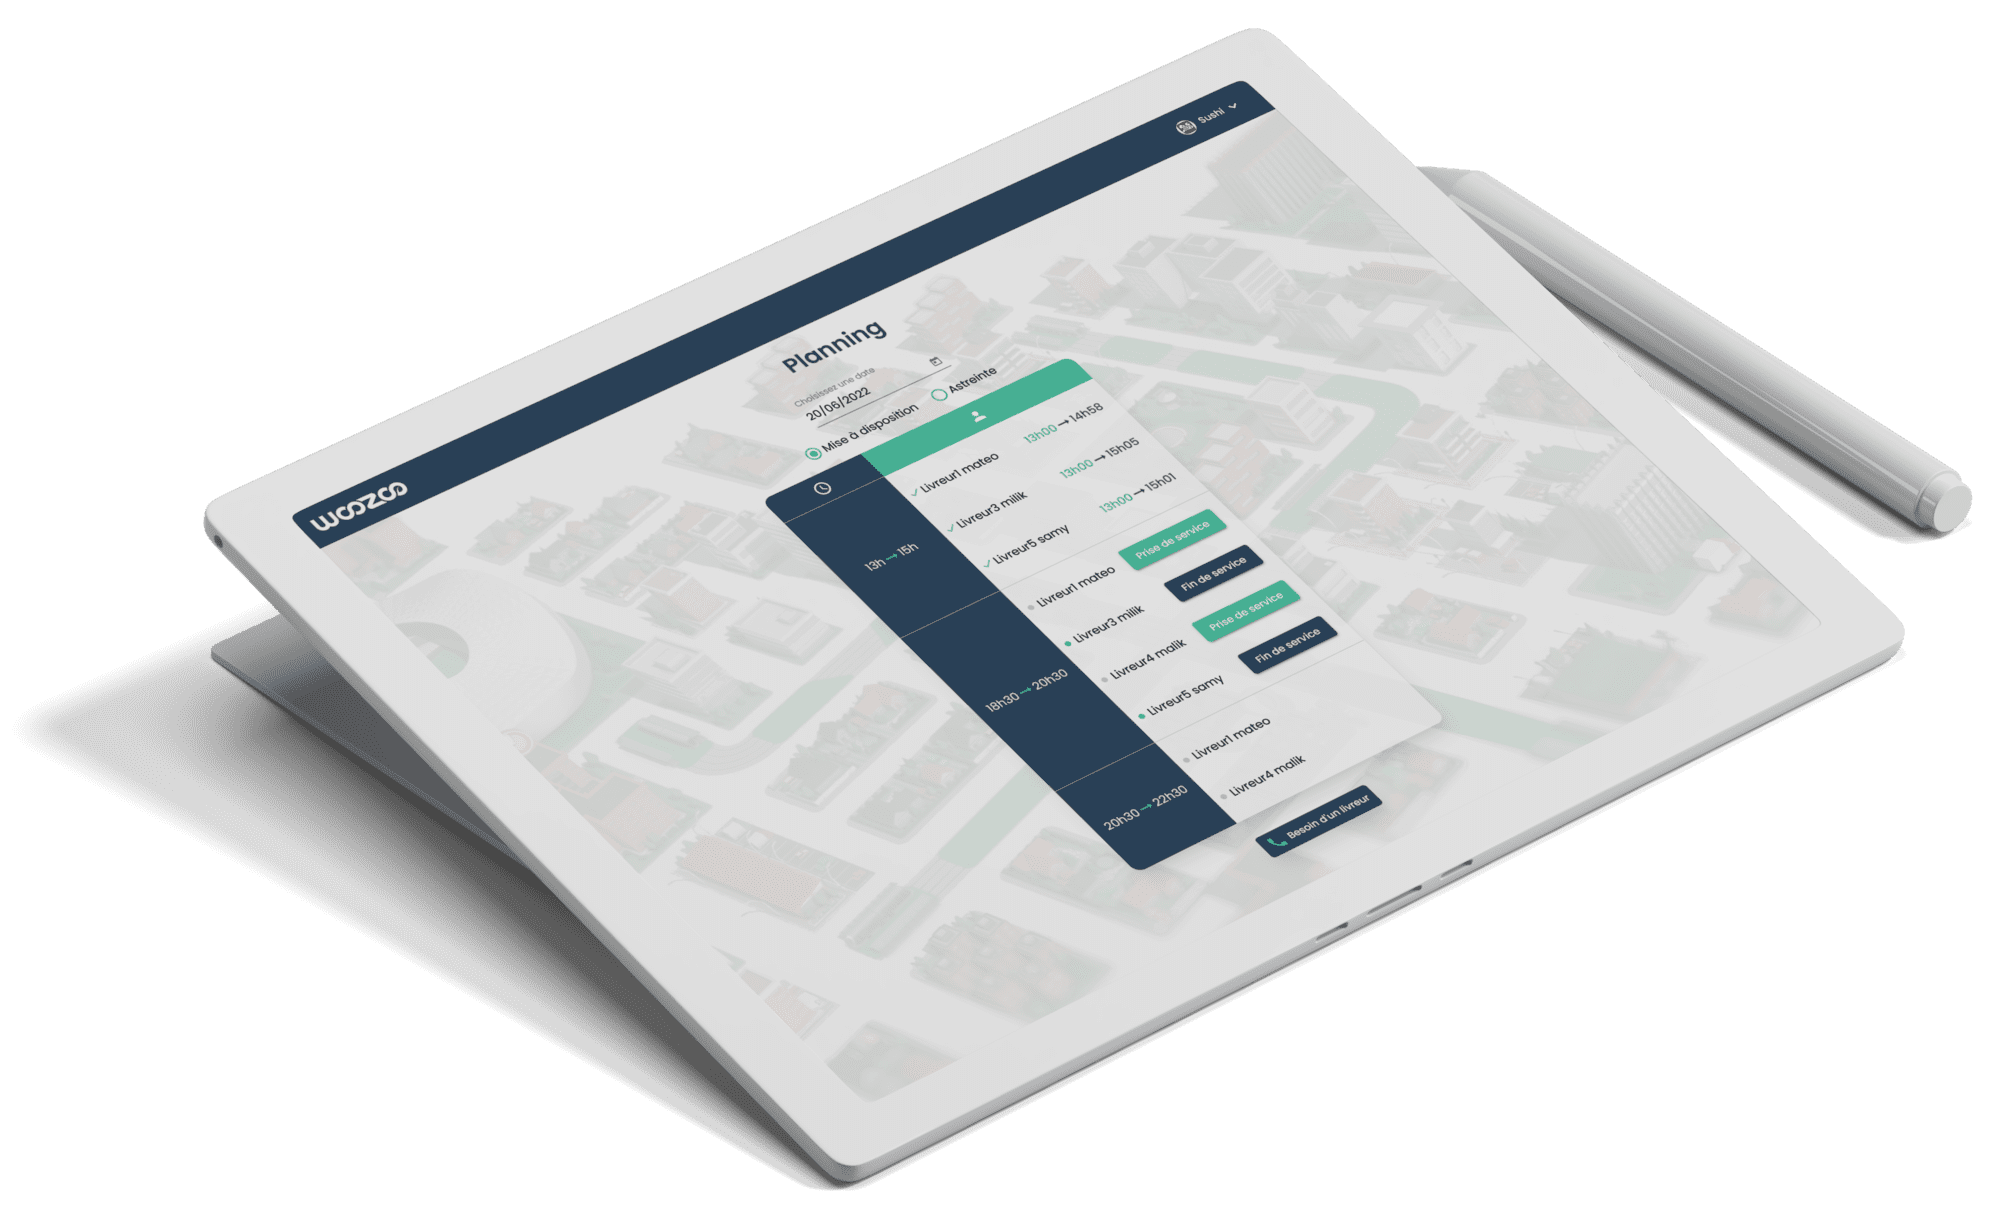 woozoo
Sushi
Planning
Choisissez une date
20/06/2022
Mise à disposition
Astreinte
13h → 15h
Livreur1 mateo 13h00 → 14h58
Livreur3 milik 13h00 → 15h05
Livreur5 samy 13h00 → 15h01
18h30 → 20h30
Livreur1 mateo Prise de service
Livreur3 milik Fin de service
Livreur4 malik Prise de service
Livreur5 samy Fin de service
20h30 → 22h30
Livreur1 mateo
Livreur4 malik
Besoin d'un livreur